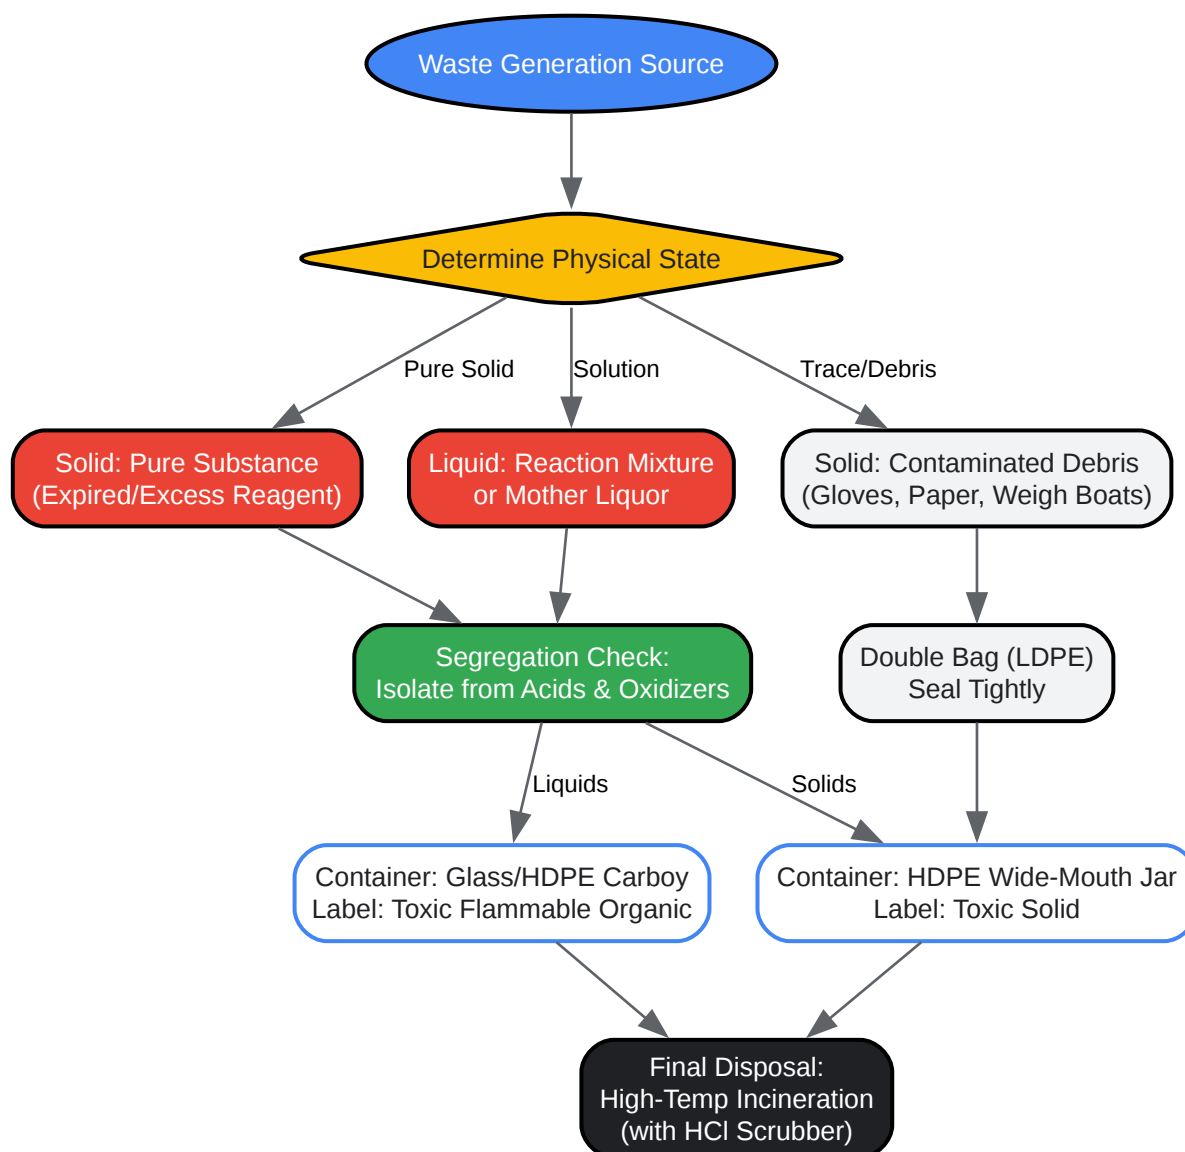 Waste Generation Source
Determine Physical State
Pure Solid
Solution
Trace/Debris
Solid: Pure Substance
(Expired/Excess Reagent)
Liquid: Reaction Mixture
or Mother Liquor
Solid: Contaminated Debris
(Gloves, Paper, Weigh Boats)
Segregation Check:
Isolate from Acids & Oxidizers
Double Bag (LDPE)
Seal Tightly
Liquids
Solids
Container: Glass/HDPE Carboy
Label: Toxic Flammable Organic
Container: HDPE Wide-Mouth Jar
Label: Toxic Solid
Final Disposal:
High-Temp Incineration
(with HCl Scrubber)